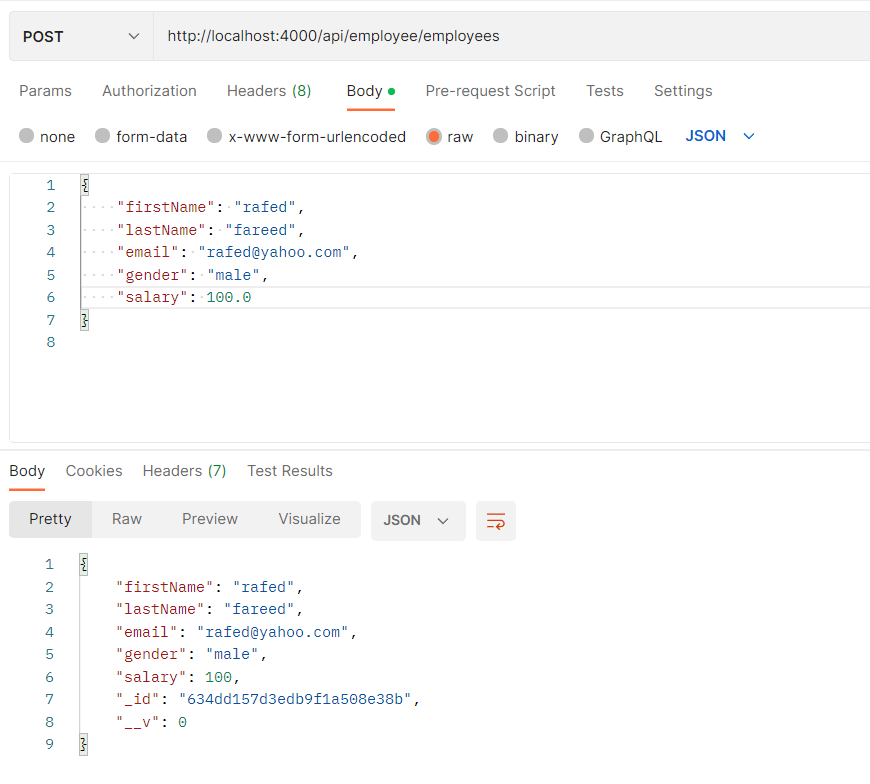 POST http://localhost:4000/api/employee/employees
Params Authorization Headers (8) Body Pre-request Script Tests Settings
none form-data x-www-form-urlencoded raw binary GraphQL JSON
1 {
2 "firstName": "rafed",
3 "lastName": "fareed",
4 "email": "rafed@yahoo.com",
5 "gender": "male",
6 "salary": 100.0
7 }
8
Body Cookies Headers (7) Test Results
Pretty Raw Preview Visualize JSON
1 {
2 "firstName": "rafed",
3 "lastName": "fareed",
4 "email": "rafed@yahoo.com",
5 "gender": "male",
6 "salary": 100,
7 "_id": "634dd157d3edb9f1a508e38b",
8 "__v": 0
9 }